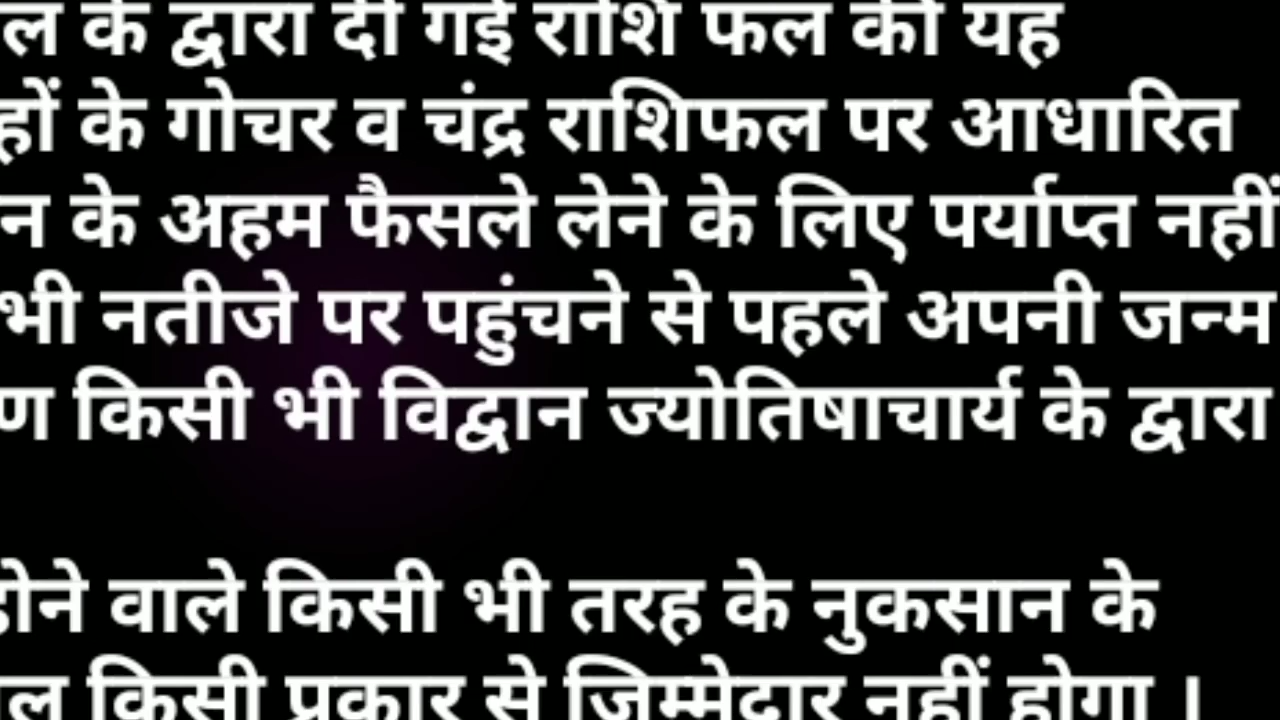 के द्वारा दी गई राशि फल की यह
के गोचर व चंद्र राशिफल पर आधारित
के अहम फैसले लेने के लिए पर्याप्त नहीं
भी नतीजे पर पहुंचने से पहले अपनी जन्म
किसी भी विद्वान ज्योतिषाचार्य के द्वारा
होने वाले किसी भी तरह के नुकसान के
किसी प्रकार से जिम्मेदार नहीं होगा ।